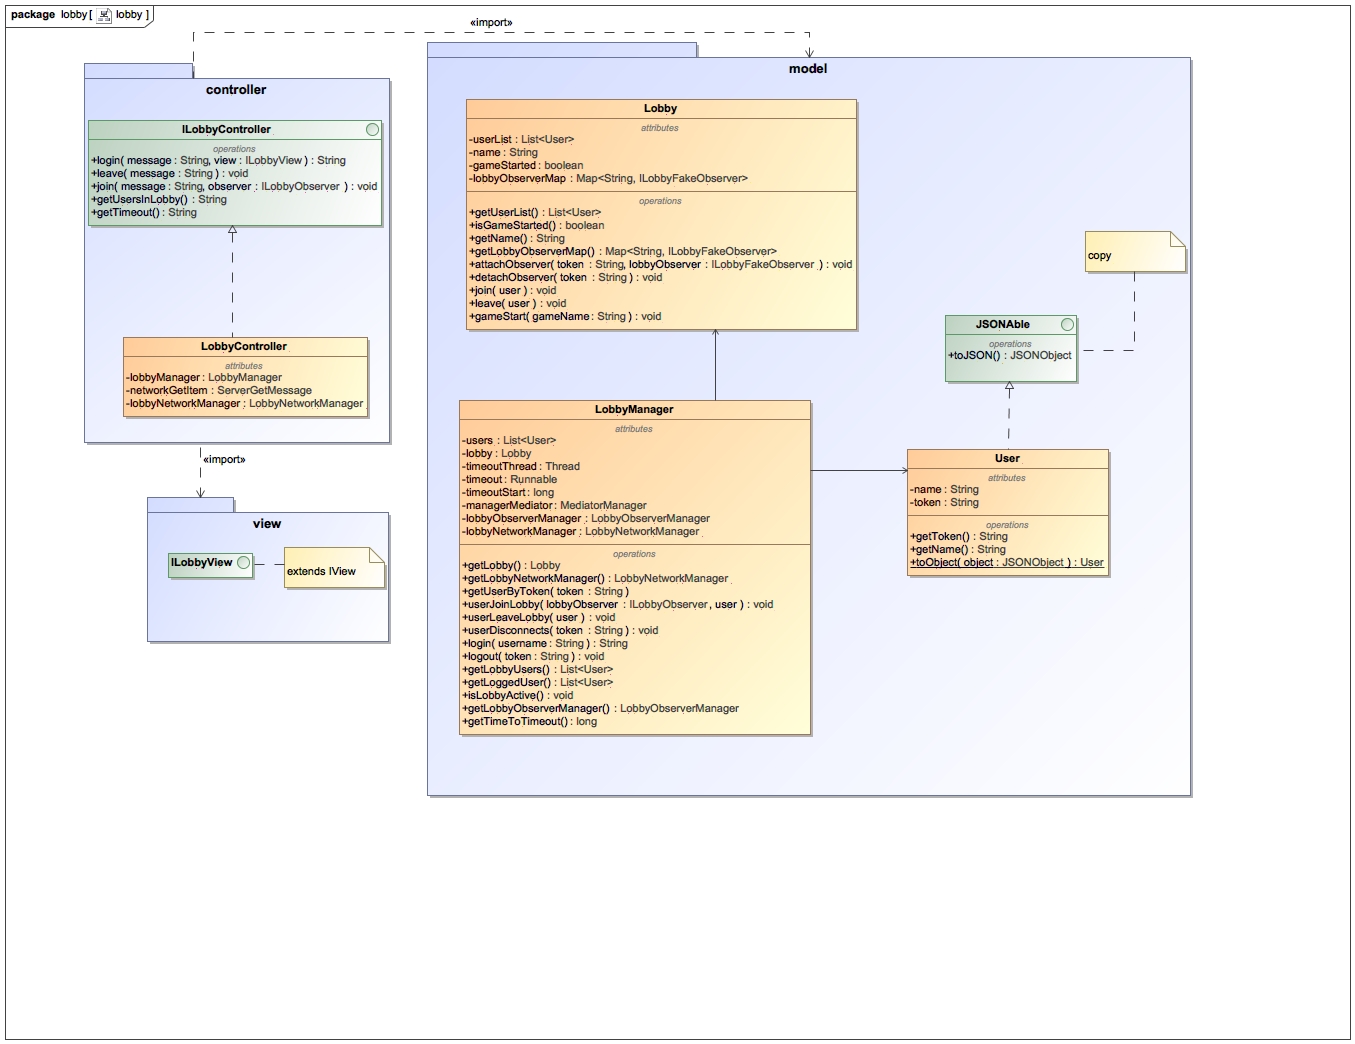 package lobby[ lobby ]
«import»
controller
ILobbyController
operations
+login( message : String, view : ILobbyView ) : String
+leave( message : String ) : void
+join( message : String, observer : ILobbyObserver ) : void
+getUsersInLobby() : String
+getTimeout() : String
LobbyController
attributes
-lobbyManager : LobbyManager
-networkGetItem : ServerGetMessage
-lobbyNetworkManager : LobbyNetworkManager
«import»
view
ILobbyView
extends IView
model
Lobby
attributes
-userList : List<User>
-name : String
-gameStarted : boolean
-lobbyObserverMap : Map<String, ILobbyFakeObserver>
operations
+getUserList() : List<User>
+isGameStarted() : boolean
+getName() : String
+getLobbyObserverMap() : Map<String, ILobbyFakeObserver>
+attachObserver( token : String, lobbyObserver : ILobbyFakeObserver ) : void
+detachObserver( token : String ) : void
+join( user ) : void
+leave( user ) : void
+gameStart( gameName : String ) : void
copy
JSONAble
operations
+toJSON() : JSONObject
LobbyManager
attributes
-users : List<User>
-lobby : Lobby
-timeoutThread : Thread
-timeout : Runnable
-timeoutStart : long
-managerMediator : MediatorManager
-lobbyObserverManager : LobbyObserverManager
-lobbyNetworkManager : LobbyNetworkManager
operations
+getLobby() : Lobby
+getLobbyNetworkManager() : LobbyNetworkManager
+getUserByToken( token : String )
+userJoinLobby( lobbyObserver : ILobbyObserver, user ) : void
+userLeaveLobby( user ) : void
+userDisconnects( token : String ) : void
+login( username : String ) : String
+logout( token : String ) : void
+getLobbyUsers() : List<User>
+getLoggedUser() : List<User>
+isLobbyActive() : void
+getLobbyObserverManager() : LobbyObserverManager
+getTimeToTimeout() : long
User
attributes
-name : String
-token : String
operations
+getToken() : String
+getName() : String
+toObject( object : JSONObject ) : User